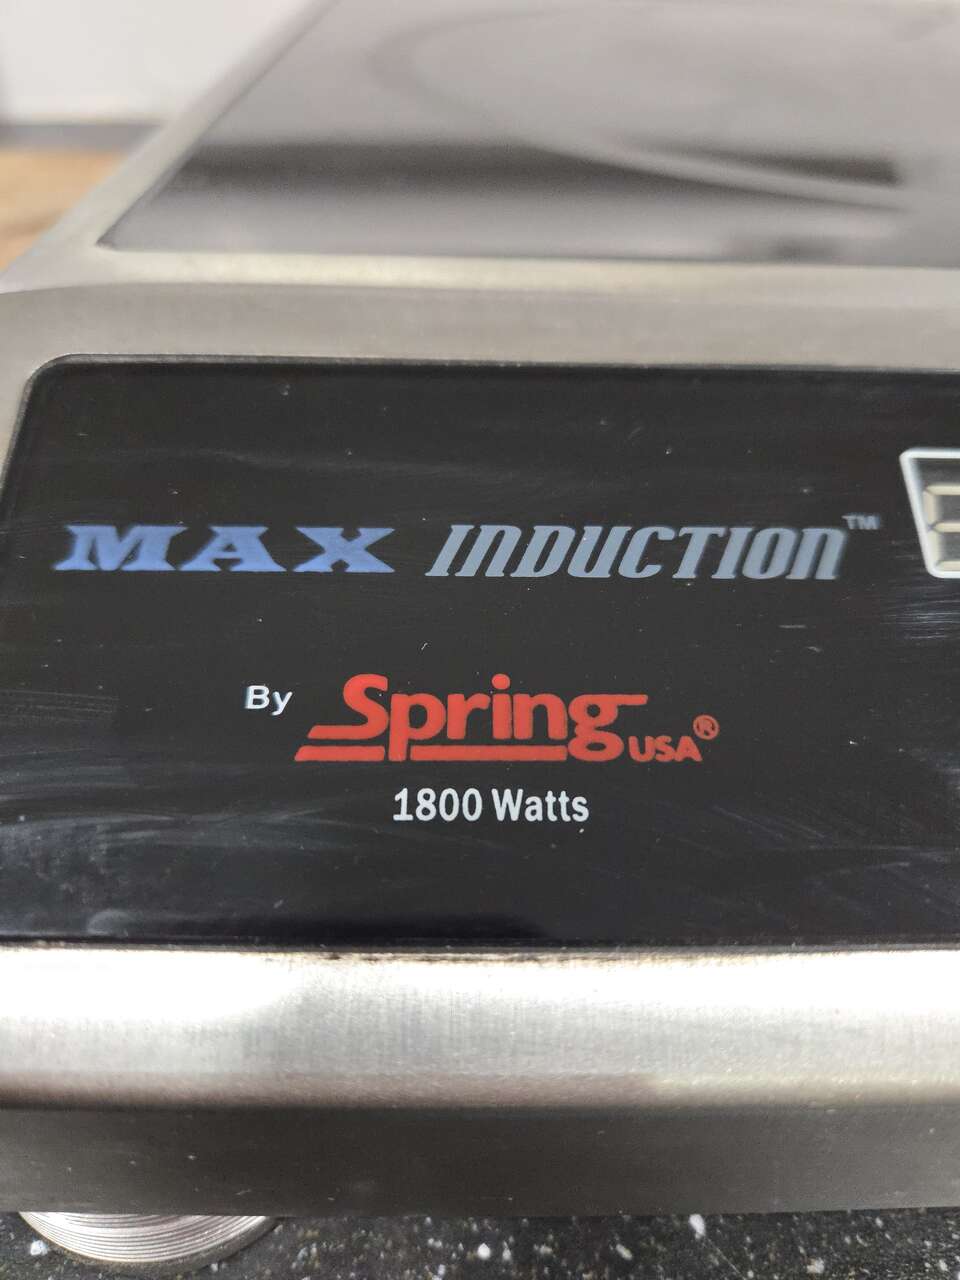 MAX INDUCTION™
By Spring USA®
1800 Watts